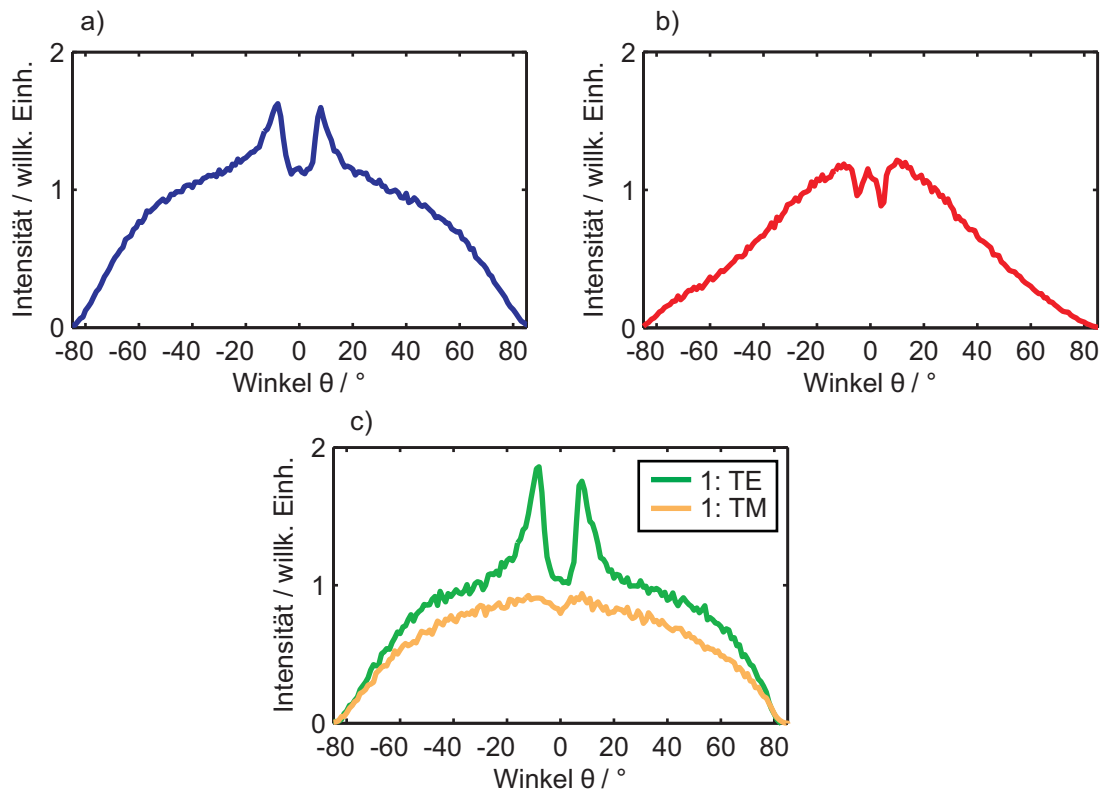 a)
Intensität / willk. Einh.
2
1
0
-80 -60 -40 -20 0 20 40 60 80
Winkel θ / °
b)
Intensität / willk. Einh.
2
1
0
-80 -60 -40 -20 0 20 40 60 80
Winkel θ / °
c)
Intensität / willk. Einh.
2
1
0
-80 -60 -40 -20 0 20 40 60 80
Winkel θ / °
1: TE
1: TM